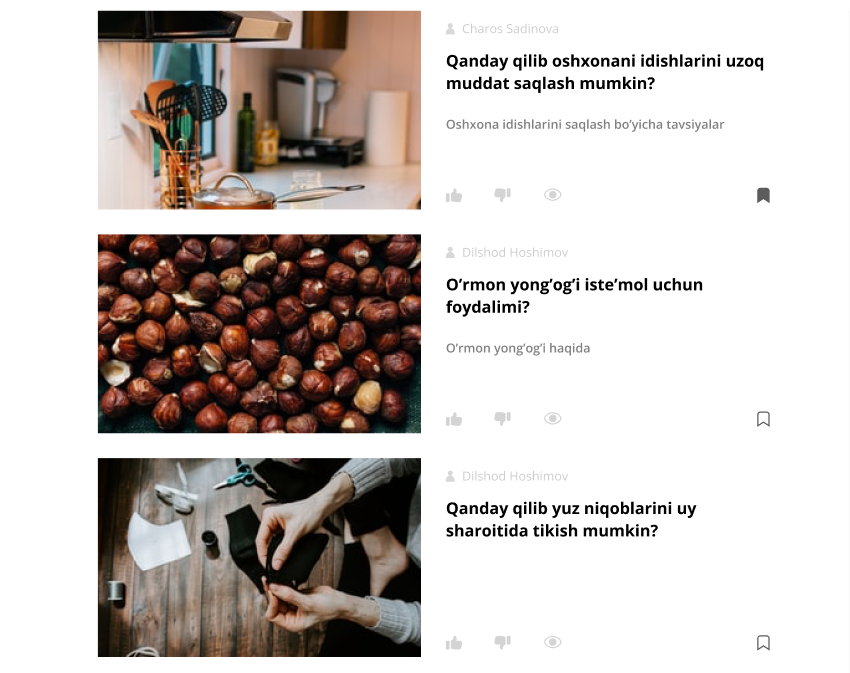 Charos Sadinova
Qanday qilib oshxonani idishlarini uzoq
muddat saqlash mumkin?
Oshxona idishlarini saqlash bo‘yicha tavsiyalar
Dilshod Hoshimov
O‘rmon yong‘og‘i iste’mol uchun
foydalimi?
O‘rmon yong‘og‘i haqida
Dilshod Hoshimov
Qanday qilib yuz niqoblarini uy
sharoitida tikish mumkin?